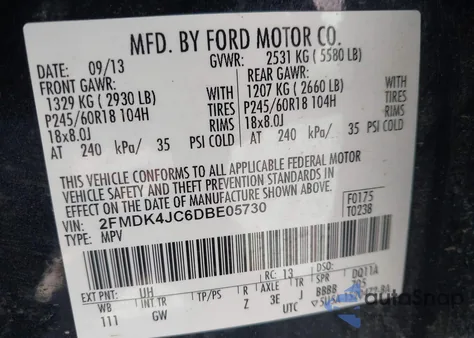 MFD. BY FORD MOTOR CO.
DATE: 09/13 GVWR: 2531 KG ( 5580 LB)
FRONT GAWR: REAR GAWR:
1329 KG ( 2930 LB) WITH 1207 KG ( 2660 LB) WITH
P245/60R18 104H TIRES P245/60R18 104H TIRES
18x8.0J RIMS 18x8.0J RIMS
AT 240 kPa/ 35 PSI COLD AT 240 kPa/ 35 PSI COLD
THIS VEHICLE CONFORMS TO ALL APPLICABLE FEDERAL MOTOR
VEHICLE SAFETY AND THEFT PREVENTION STANDARDS IN EFFECT
ON THE DATE OF MANUFACTURE SHOWN ABOVE.
VIN: 2FMDK4JC6DBE05730 F0175
TYPE: MPV T0238
EXT PNT: UH RC: 13 DSO:
WB TP/PS R AXLE TR SPR
111 GW Z 3E J BBBB
UTC
autoSnap